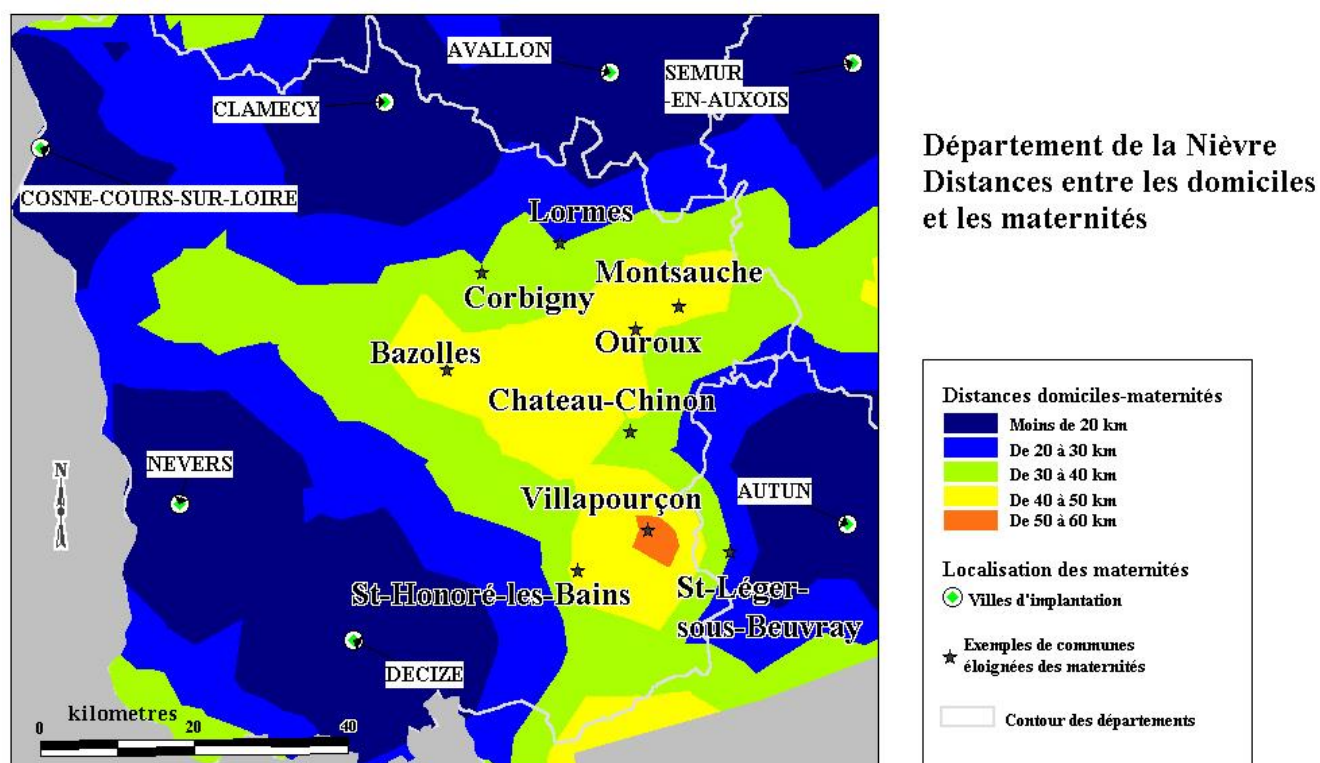 AVALLON
SEMUR
-EN-AUXOIS
CLAMECY
COSNE-COURS-SUR-LOIRE
Lormes
Corbigny
Montsauche
Ouroux
Bazolles
Chateau-Chinon
NEVERS
N
Villapourçon
AUTUN
St-Honoré-les-Bains
St-Léger-
sous-Beuvray
DECIZE
kilometres
0 20 40
Département de la Nièvre
Distances entre les domiciles
et les maternités
Distances domiciles-maternités
Moins de 20 km
De 20 à 30 km
De 30 à 40 km
De 40 à 50 km
De 50 à 60 km
Localisation des maternités
Villes d'implantation
Exemples de communes
éloignées des maternités
Contour des départements